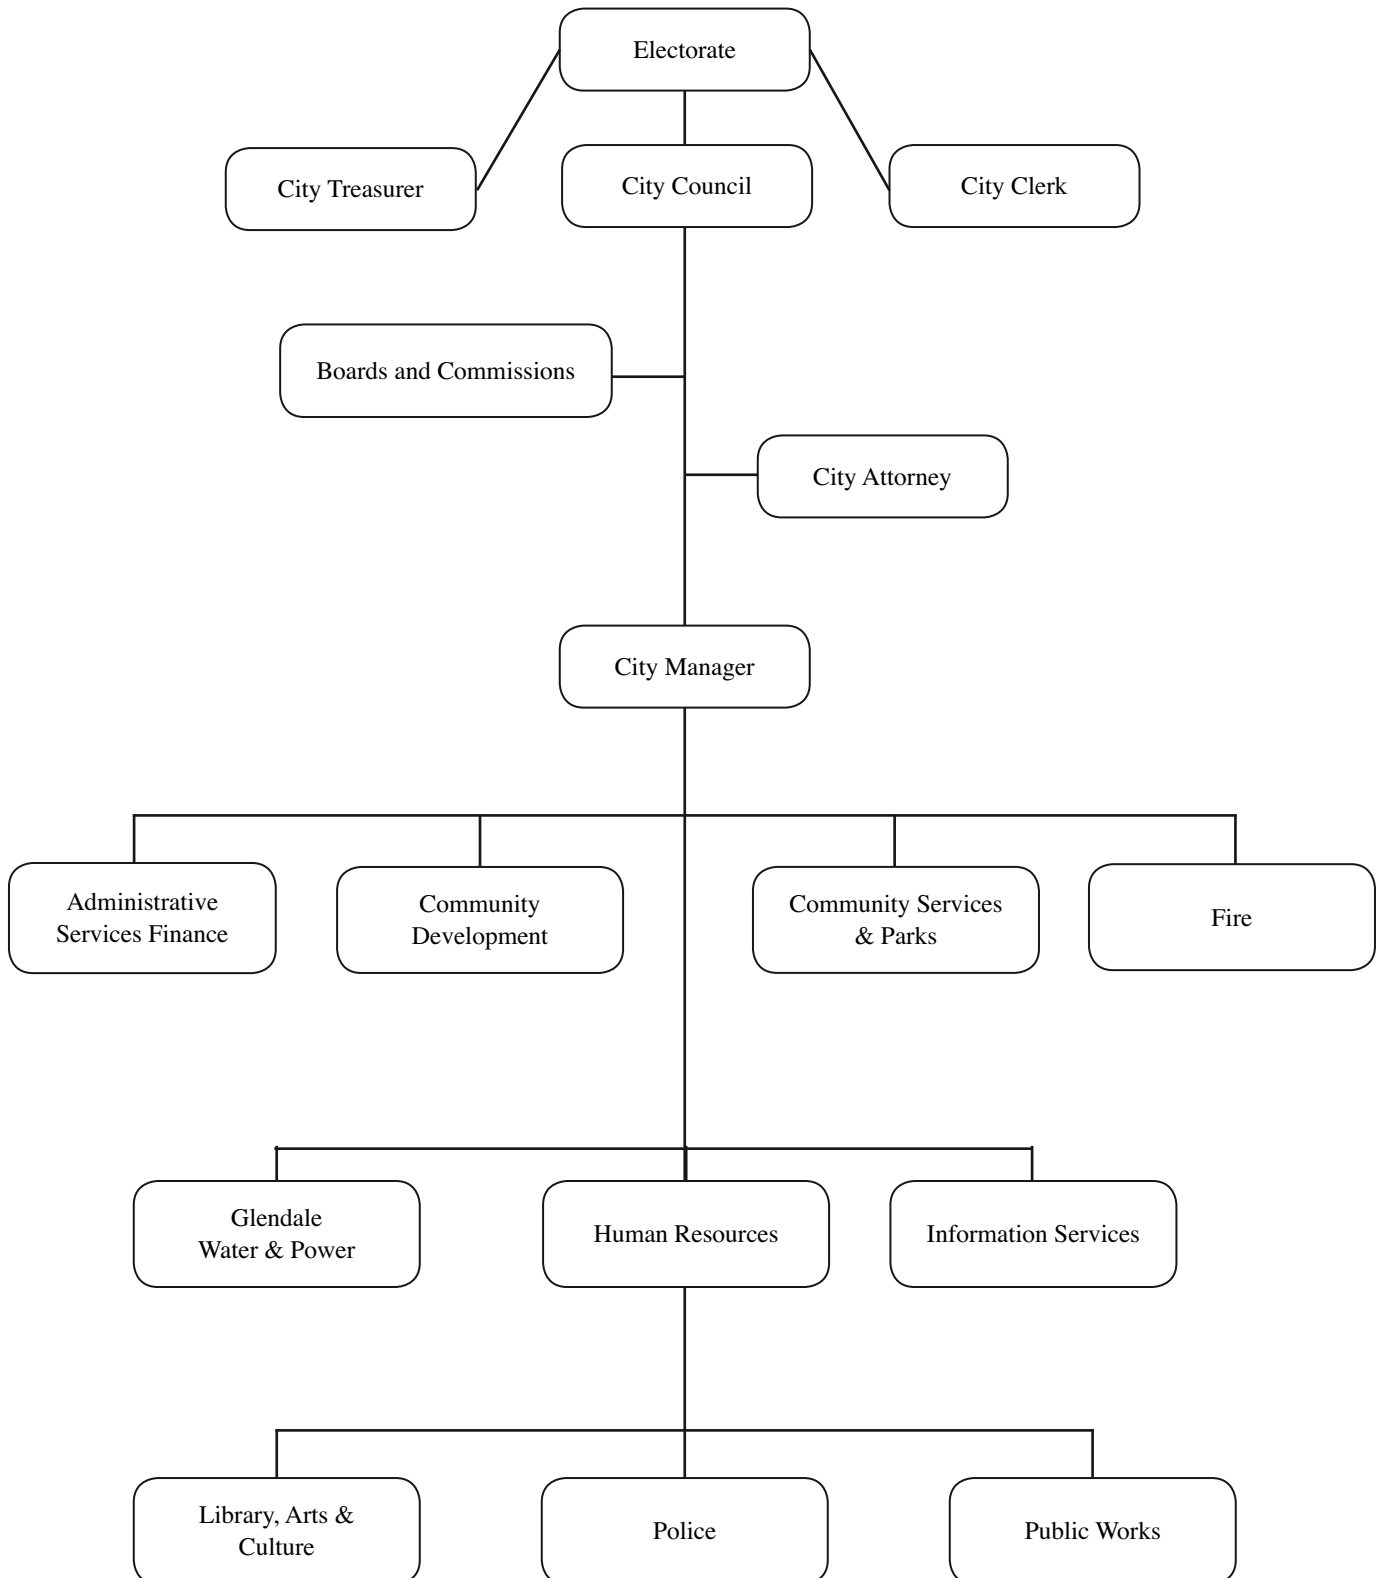 Electorate
City Treasurer
City Council
City Clerk
Boards and Commissions
City Attorney
City Manager
Administrative
Services Finance
Community
Development
Community Services
& Parks
Fire
Glendale
Water & Power
Human Resources
Information Services
Library, Arts &
Culture
Police
Public Works